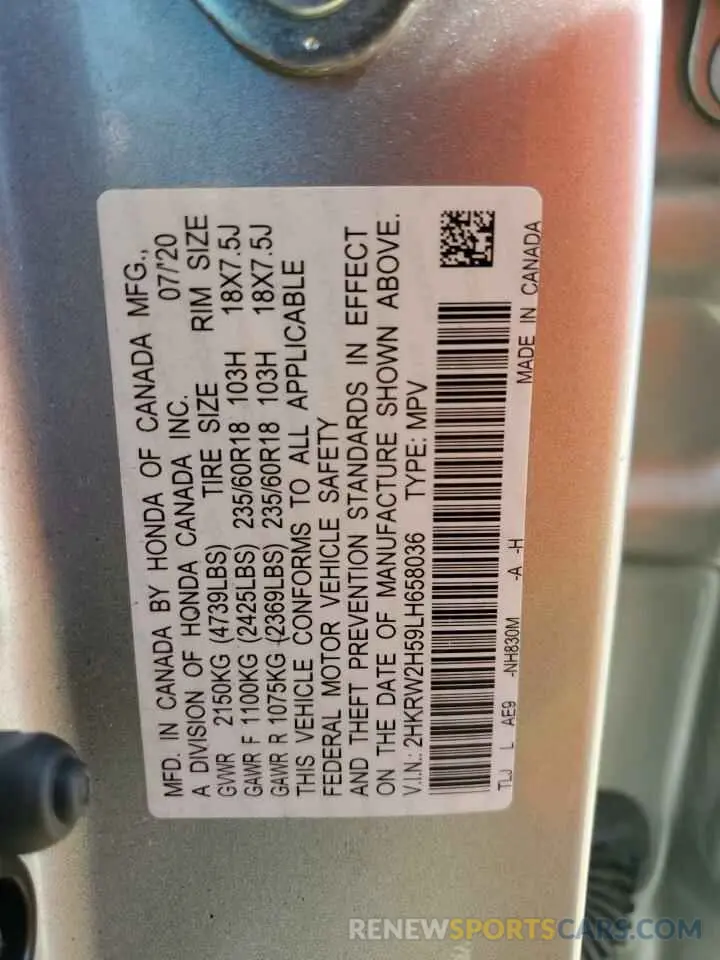 MFD. IN CANADA BY HONDA OF CANADA MFG.,
A DIVISION OF HONDA CANADA INC. 07/'20
GVWR 2150KG (4739LBS) TIRE SIZE RIM SIZE
GAWR F 1100KG (2425LBS) 235/60R18 103H 18X7.5J
GAWR R 1075KG (2369LBS) 235/60R18 103H 18X7.5J
THIS VEHICLE CONFORMS TO ALL APPLICABLE
FEDERAL MOTOR VEHICLE SAFETY
AND THEFT PREVENTION STANDARDS IN EFFECT
ON THE DATE OF MANUFACTURE SHOWN ABOVE.
V.I.N.: 2HKRW2H59LH658036 TYPE: MPV
TLJ L AE9 -NH830M -A -H MADE IN CANADA
RENEWSPORTSCARS.COM